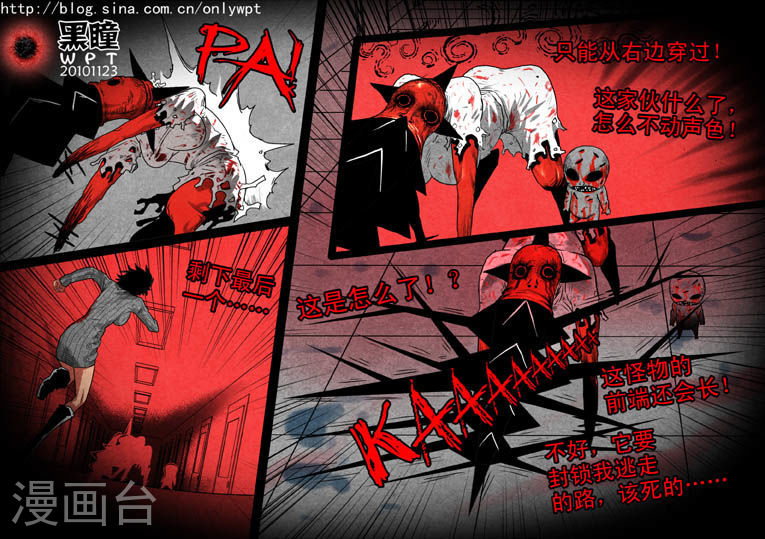 http://blog.sina.com.cn/onlywpt
黑瞳
WPT
20101123
PA!
只能从右边穿过！
这家伙什么了，
怎么不动声色！
剩下最后
一个……
这是怎么了！？
KAAAAAAAAA
这怪物的
前端还会长！
不好，它要
封锁我逃走
的路，该死的……
漫画台